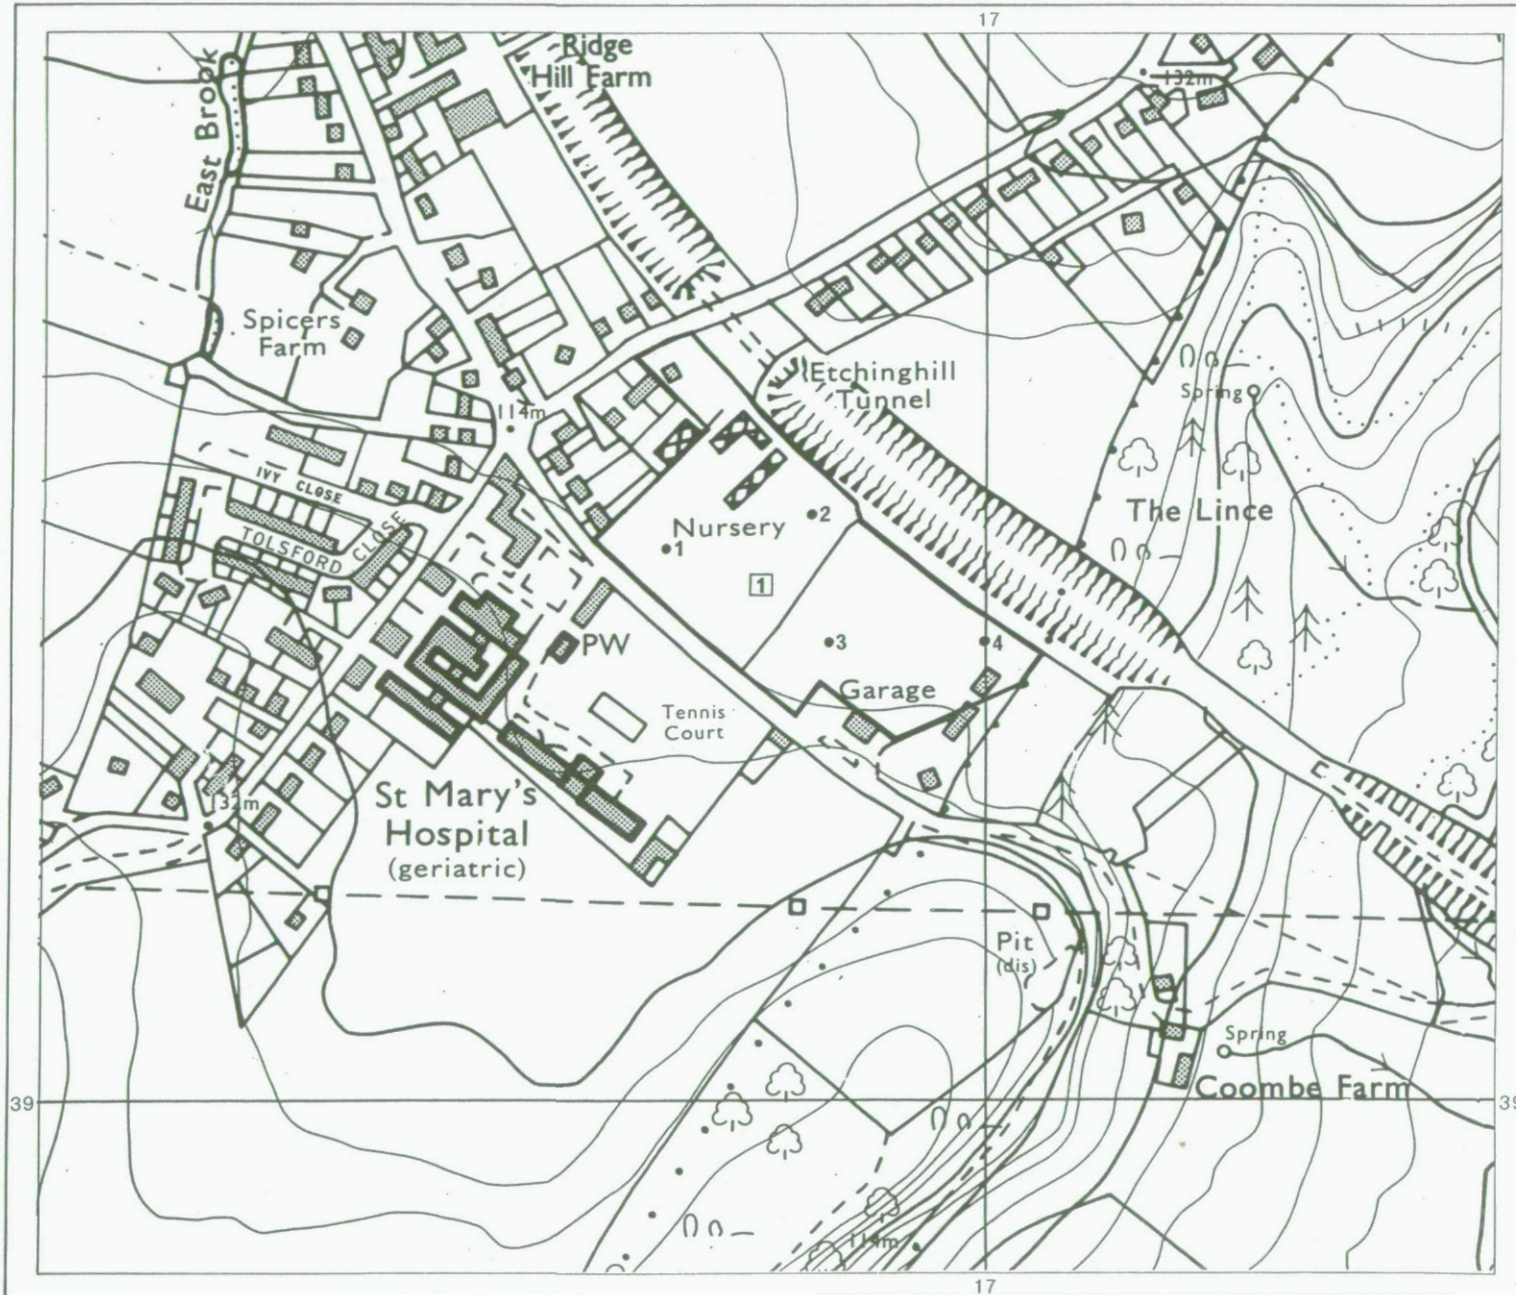 17
Ridge
Hill Farm
132m
East Brook
Spicers
Farm
Etchinghill
Tunnel
Spring
114m
IVY CLOSE
TOLSFORD CLOSE
The Lince
Nursery
2
1
1
3
4
PW
Garage
Tennis
Court
St Mary's
Hospital
(geriatric)
132m
Pit
(dis)
Spring
Coombe Farm
39
39
114m
17